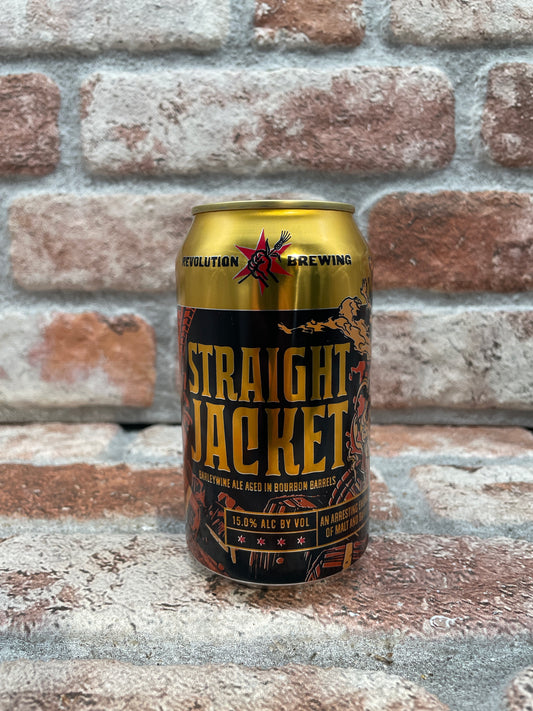 REVOLUTION BREWING
STRAIGHT
JACKET
BARLEYWINE ALE AGED IN BOURBON BARRELS
15.0% ALC BY VOL
AN ARRESTING
OF MALT AND